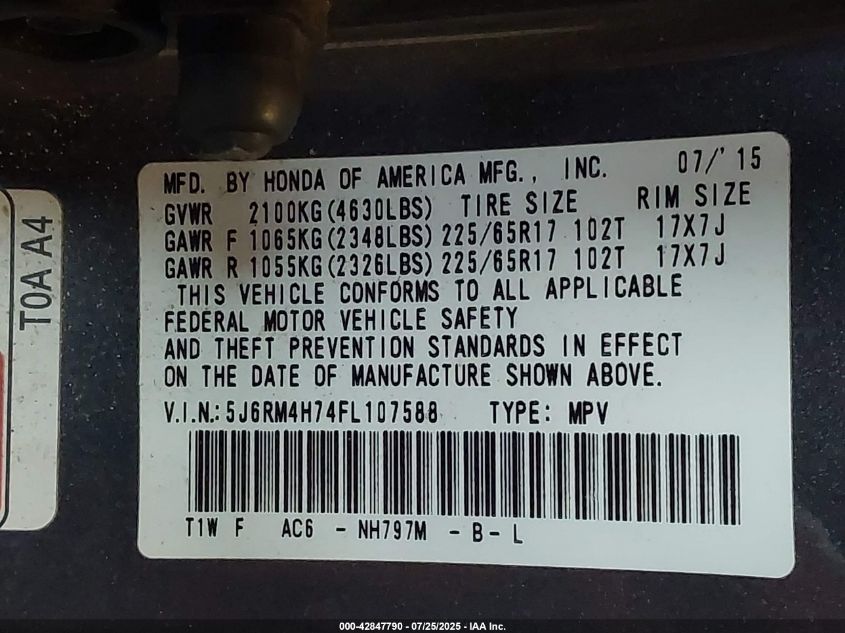 MFD. BY HONDA OF AMERICA MFG., INC. 07/'15
GVWR 2100KG(4630LBS) TIRE SIZE RIM SIZE
GAWR F 1065KG(2348LBS) 225/65R17 102T 17X7J
GAWR R 1055KG(2326LBS) 225/65R17 102T 17X7J
THIS VEHICLE CONFORMS TO ALL APPLICABLE
FEDERAL MOTOR VEHICLE SAFETY
AND THEFT PREVENTION STANDARDS IN EFFECT
ON THE DATE OF MANUFACTURE SHOWN ABOVE.
V.I.N.: 5J6RM4H74FL107588 TYPE: MPV
T1W F AC6 - NH797M - B - L
T0A A4
000-42847790 - 07/25/2025 - IAA Inc.